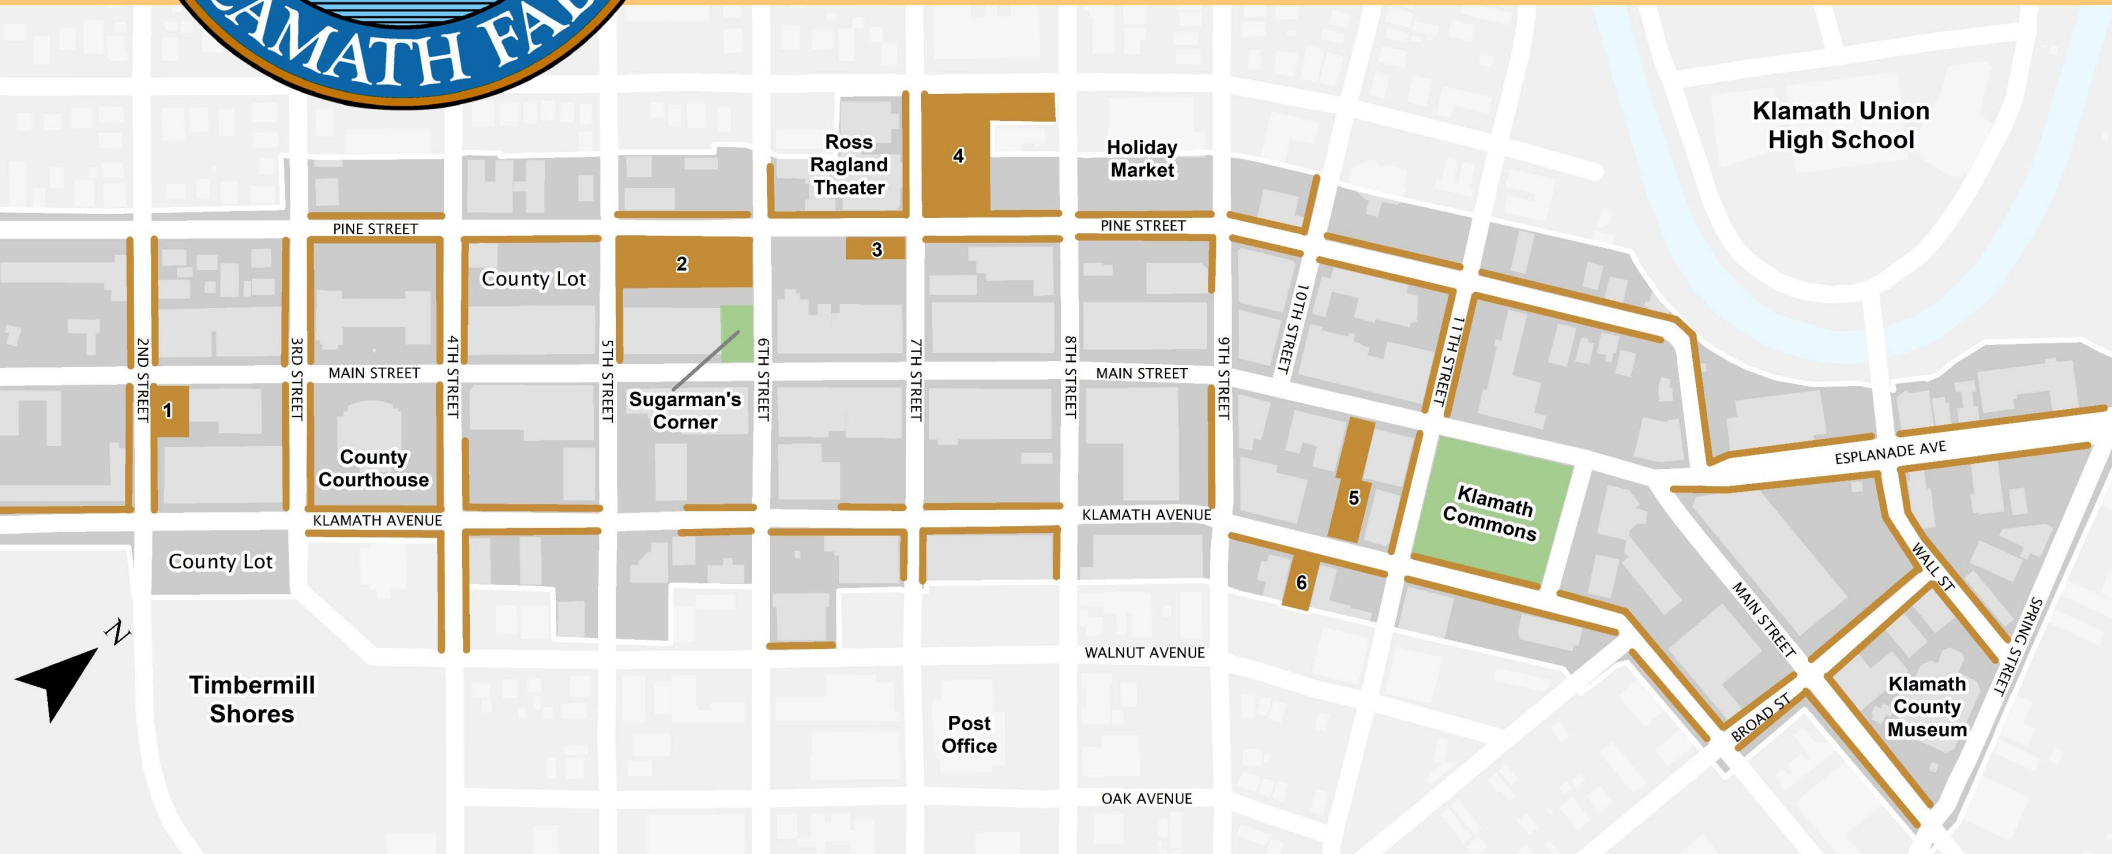 KLAMATH FAL
Klamath Union
High School
Ross
Ragland
Theater
4
Holiday
Market
PINE STREET
PINE STREET
County Lot
2
3
10TH STREET
11TH STREET
2ND STREET
3RD STREET
4TH STREET
5TH STREET
6TH STREET
7TH STREET
8TH STREET
9TH STREET
MAIN STREET
MAIN STREET
1
Sugarman's
Corner
County
Courthouse
ESPLANADE AVE
5
Klamath
Commons
KLAMATH AVENUE
KLAMATH AVENUE
County Lot
6
WALL ST
MAIN STREET
SPRING STREET
N
WALNUT AVENUE
Timbermill
Shores
Post
Office
BROAD ST
Klamath
County
Museum
OAK AVENUE